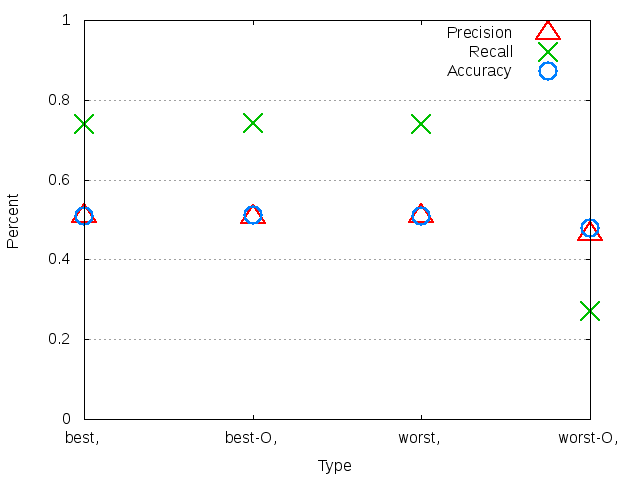 1
0.8
0.6
0.4
0.2
0
Percent
Precision
Recall
Accuracy
best,
best-O,
worst,
worst-O,
Type